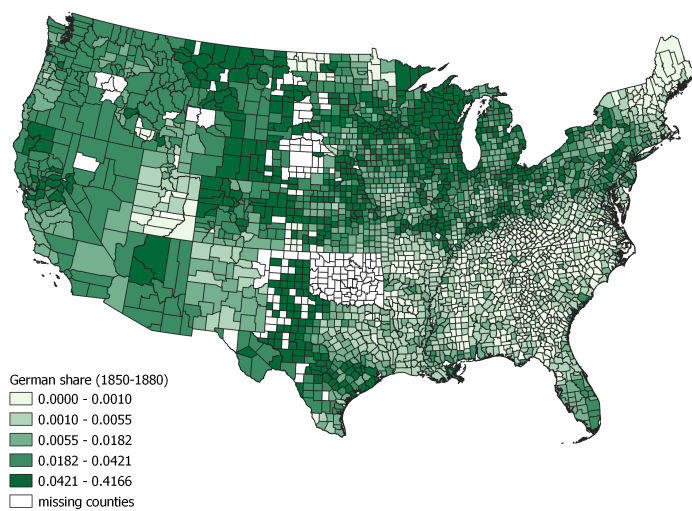 German share (1850-1880)
0.0000 - 0.0010
0.0010 - 0.0055
0.0055 - 0.0182
0.0182 - 0.0421
0.0421 - 0.4166
missing counties